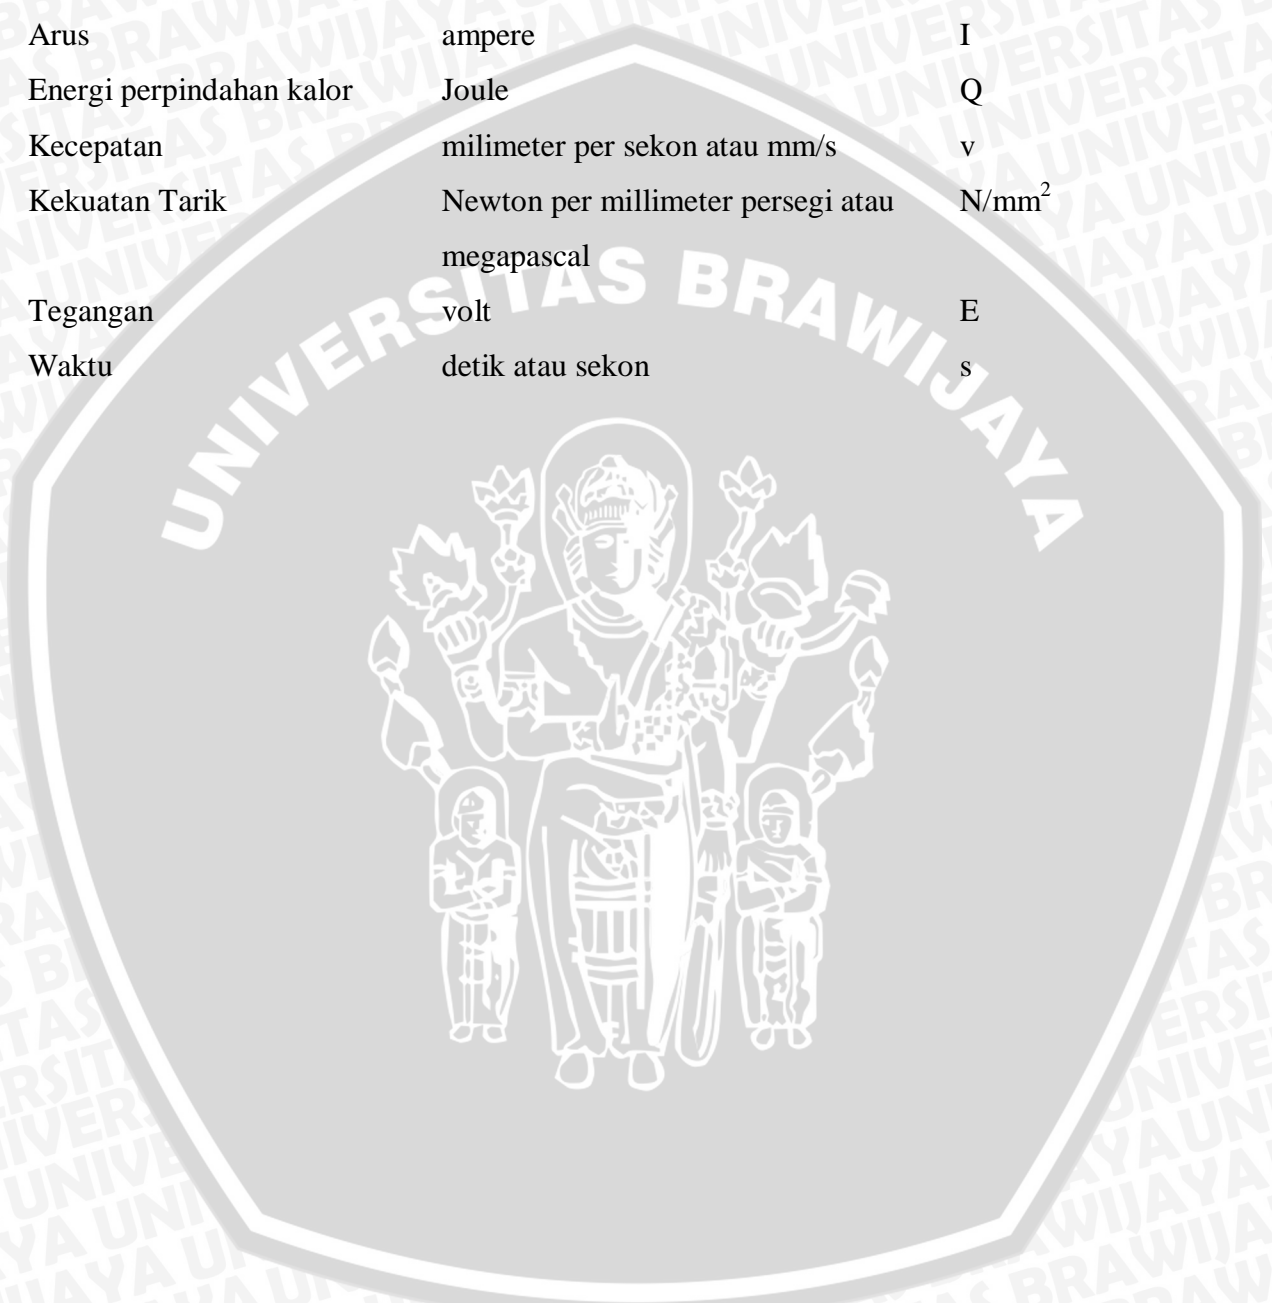 Arus ampere I
Energi perpindahan kalor Joule Q
Kecepatan milimeter per sekon atau mm/s v
Kekuatan Tarik Newton per millimeter persegi atau N/mm²
megapascal
Tegangan volt E
Waktu detik atau sekon s
UNIVERSITAS BRAWIJAYA